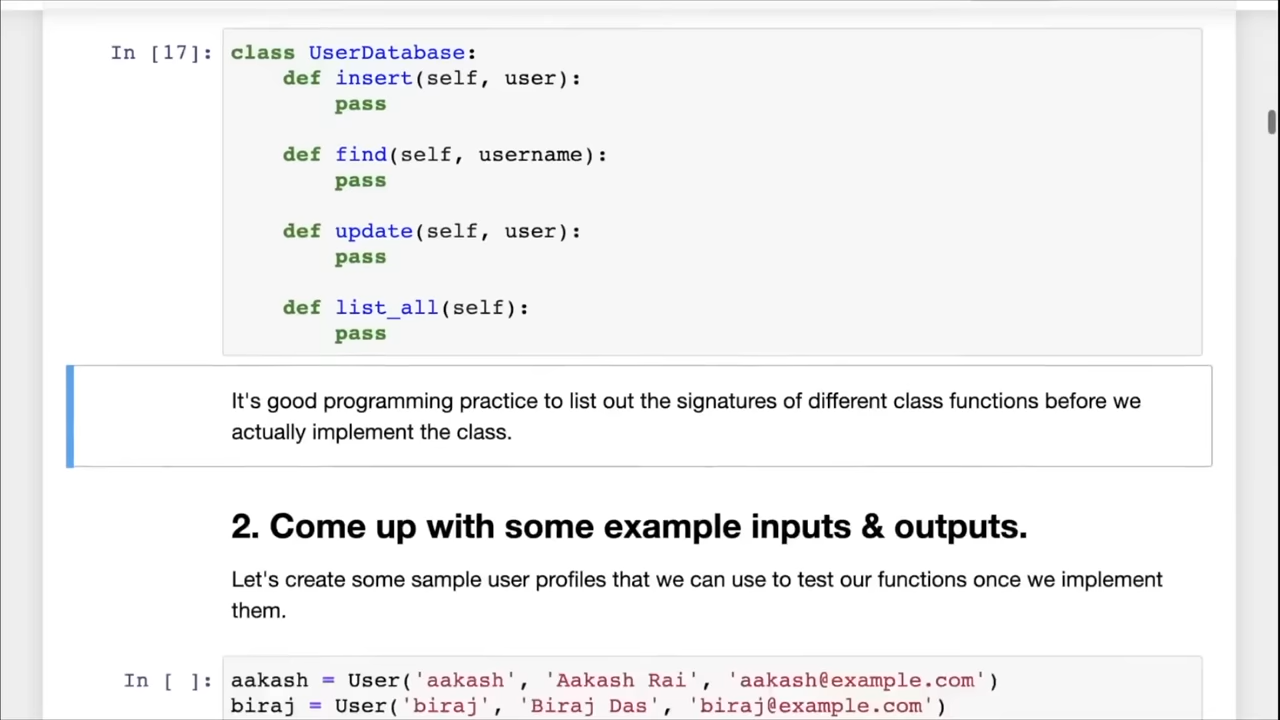 In [17]: class UserDatabase:
    def insert(self, user):
        pass
    def find(self, username):
        pass
    def update(self, user):
        pass
    def list_all(self):
        pass
It's good programming practice to list out the signatures of different class functions before we
actually implement the class.
2. Come up with some example inputs & outputs.
Let's create some sample user profiles that we can use to test our functions once we implement
them.
In [ ]: aakash = User('aakash', 'Aakash Rai', 'aakash@example.com')
biraj = User('biraj', 'Biraj Das', 'biraj@example.com')